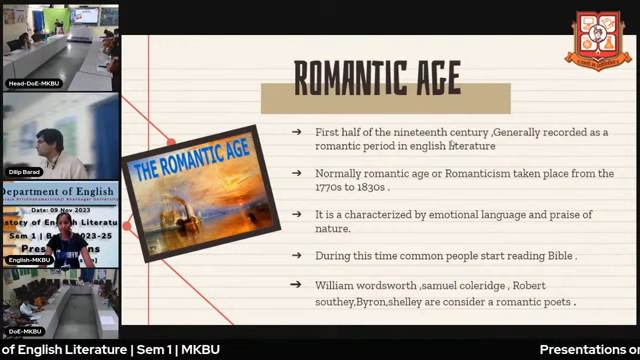 Head-DoE-MKBU
Dilip Barad
Department of English
Date: 09 Nov 2023
English-MKBU
DoE-MKBU
ROMANTIC AGE
THE ROMANTIC AGE
➔ First half of the nineteenth century ,Generally recorded as a
romantic period in english literature
➔ Normally romantic age or Romanticism taken place from the
1770s to 1830s .
➔ It is a characterized by emotional language and praise of
nature.
➔ During this time common people start reading Bible .
➔ William wordsworth ,samuel coleridge , Robert
southey,Byron,shelley are consider a romantic poets .
of English Literature | Sem 1 | MKBU
Presentations on